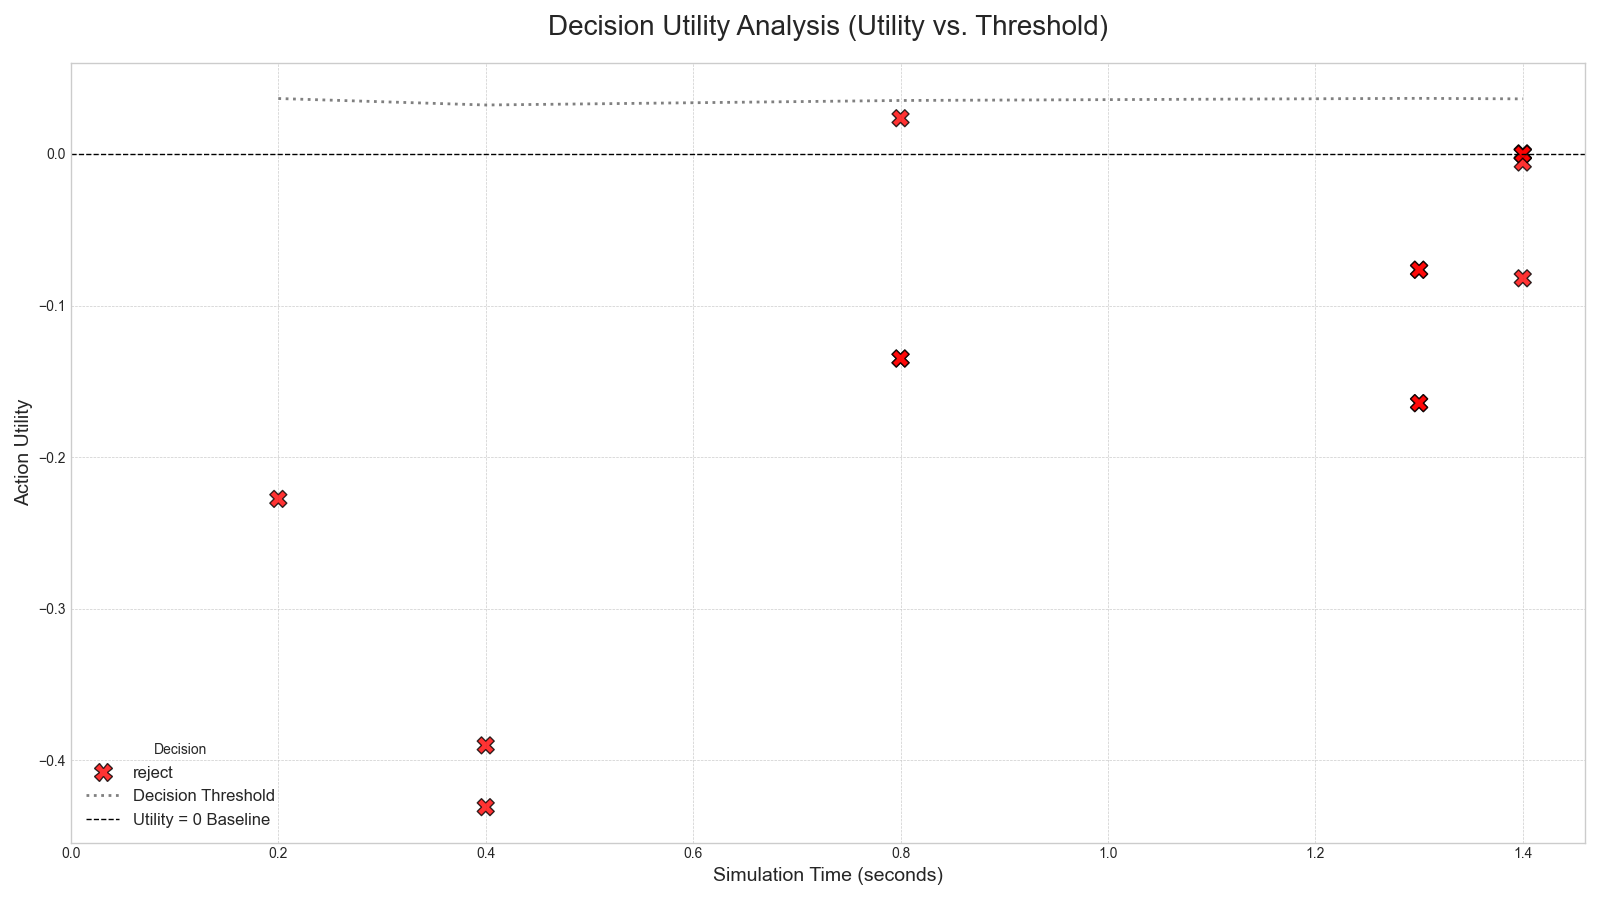 Decision Utility Analysis (Utility vs. Threshold)
Action Utility
0.0
−0.1
−0.2
−0.3
−0.4
Decision
reject
Decision Threshold
Utility = 0 Baseline
0.0 0.2 0.4 0.6 0.8 1.0 1.2 1.4
Simulation Time (seconds)